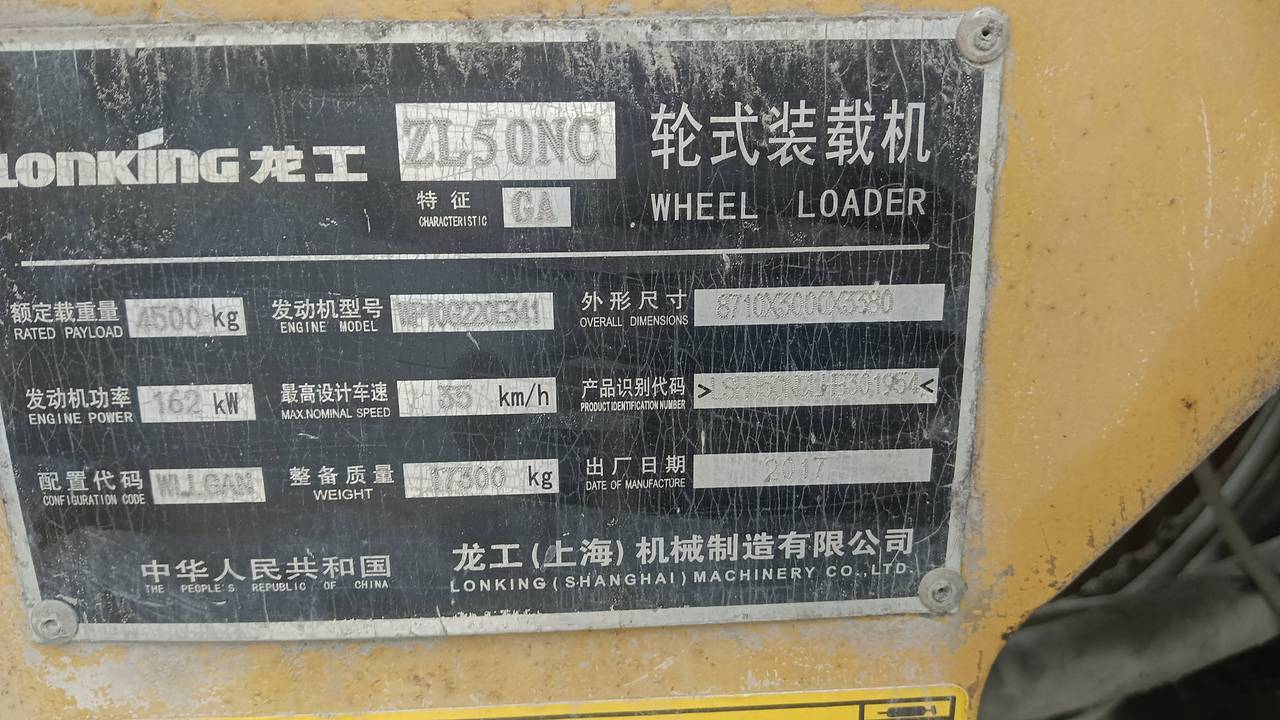 LONKING 龙工
ZL50NC
轮式装载机
特征
CHARACTERISTIC
GA
WHEEL LOADER
额定载重量
RATED PAYLOAD
4500 kg
发动机型号
ENGINE MODEL
WP10G220E341
外形尺寸
OVERALL DIMENSIONS
8710X3000X3380
发动机功率
ENGINE POWER
162 kW
最高设计车速
MAX.NOMINAL SPEED
35 km/h
产品识别代码
PRODUCT IDENTIFICATION NUMBER
配置代码
CONFIGURATION CODE
整备质量
WEIGHT
17300 kg
出厂日期
DATE OF MANUFACTURE
2017
中华人民共和国
THE PEOPLE'S REPUBLIC OF CHINA
龙工(上海)机械制造有限公司
LONKING(SHANGHAI)MACHINERY CO.,LTD.